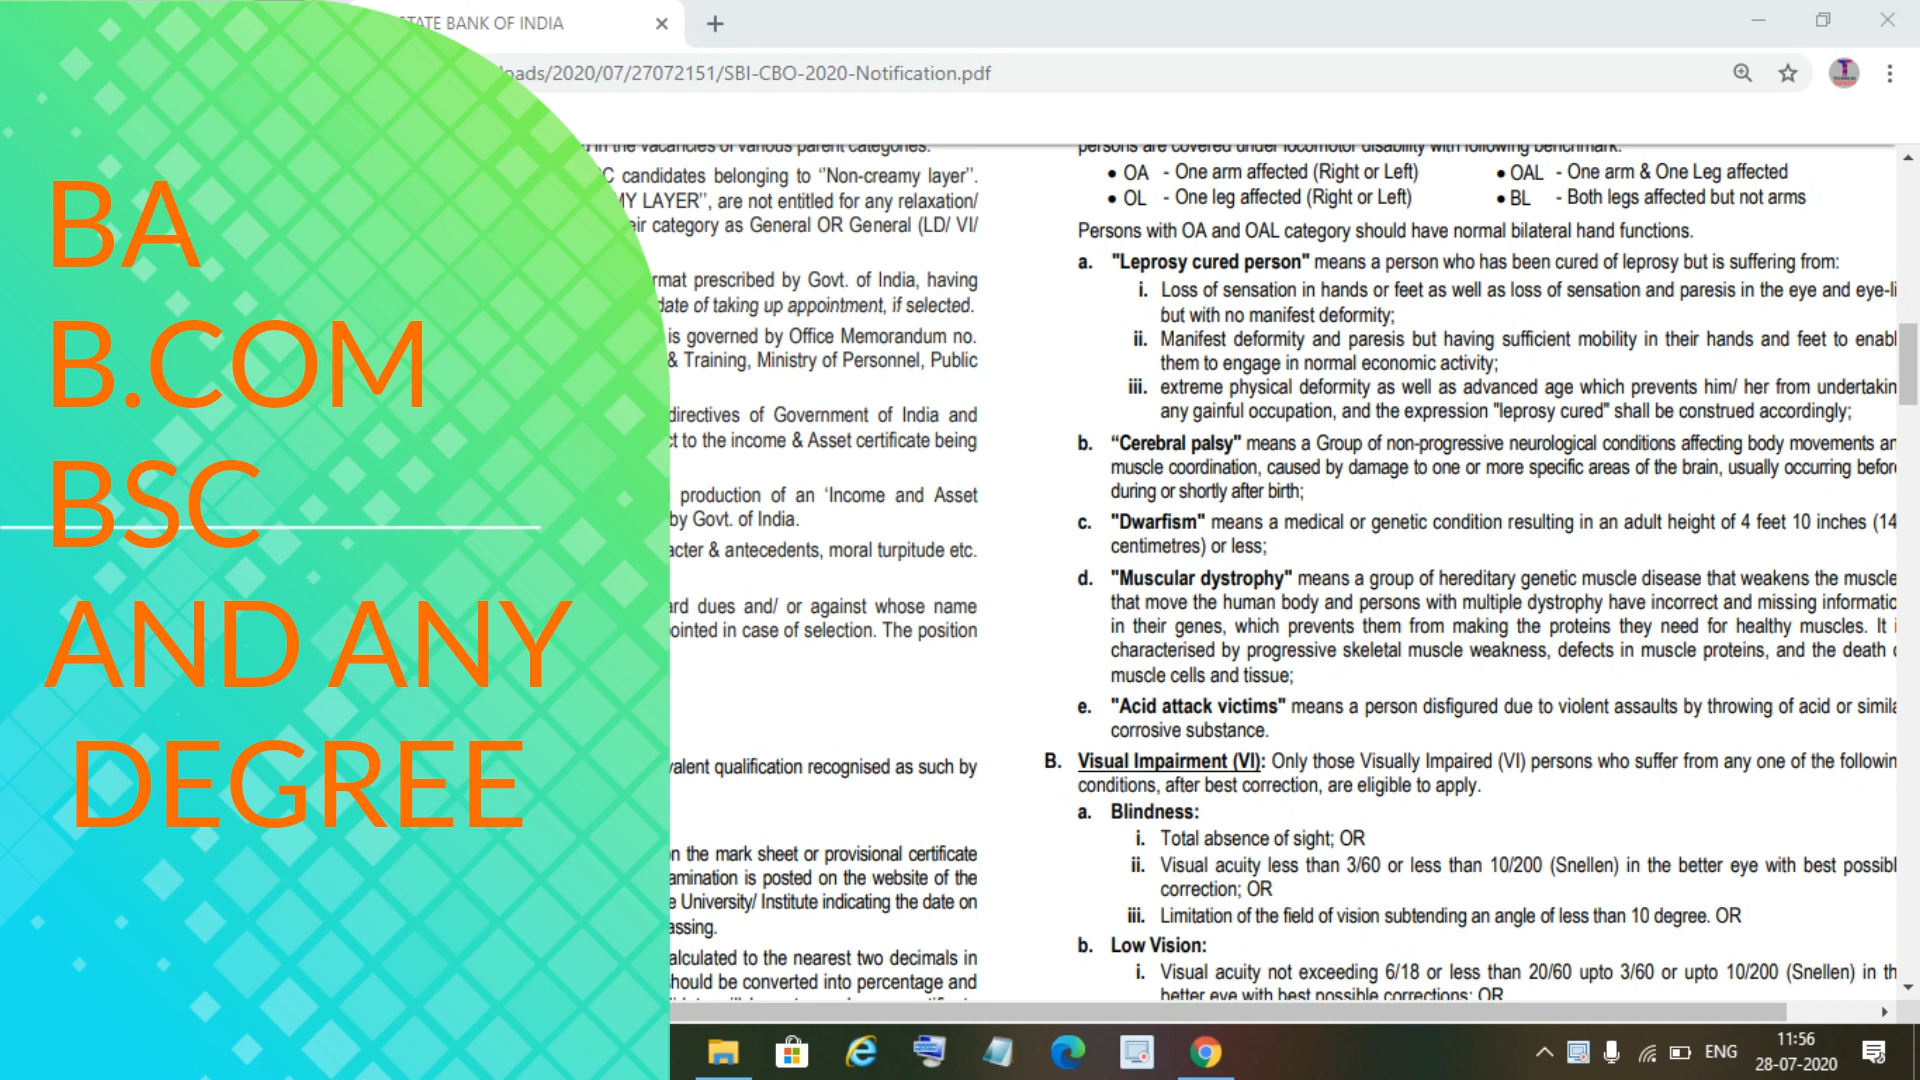 BA
B.COM
BSC
AND ANY
DEGREE
STATE BANK OF INDIA
/2020/07/27072151/SBI-CBO-2020-Notification.pdf
in the vacancies of various parent categories.
candidates belonging to "Non-creamy layer".
LAYER", are not entitled for any relaxation/
category as General OR General (LD/ VI/
prescribed by Govt. of India, having
date of taking up appointment, if selected.
is governed by Office Memorandum no.
& Training, Ministry of Personnel, Public
directives of Government of India and
to the income & Asset certificate being
production of an 'Income and Asset
by Govt. of India.
& antecedents, moral turpitude etc.
dues and/ or against whose name
in case of selection. The position
qualification recognised as such by
the mark sheet or provisional certificate
is posted on the website of the
University/ Institute indicating the date on
to the nearest two decimals in
should be converted into percentage and
persons are covered under locomotor disability with following benchmark.
• OA - One arm affected (Right or Left) • OAL - One arm & One Leg affected
• OL - One leg affected (Right or Left) • BL - Both legs affected but not arms
Persons with OA and OAL category should have normal bilateral hand functions.
a. "Leprosy cured person" means a person who has been cured of leprosy but is suffering from:
i. Loss of sensation in hands or feet as well as loss of sensation and paresis in the eye and
but with no manifest deformity;
ii. Manifest deformity and paresis but having sufficient mobility in their hands and feet to
them to engage in normal economic activity;
iii. extreme physical deformity as well as advanced age which prevents him/ her from
any gainful occupation, and the expression "leprosy cured" shall be construed accordingly;
b. “Cerebral palsy" means a Group of non-progressive neurological conditions affecting body movements
muscle coordination, caused by damage to one or more specific areas of the brain, usually occurring
during or shortly after birth;
c. "Dwarfism" means a medical or genetic condition resulting in an adult height of 4 feet 10 inches
centimetres) or less;
d. "Muscular dystrophy" means a group of hereditary genetic muscle disease that weakens the
that move the human body and persons with multiple dystrophy have incorrect and missing
in their genes, which prevents them from making the proteins they need for healthy muscles. It
characterised by progressive skeletal muscle weakness, defects in muscle proteins, and the death
muscle cells and tissue;
e. "Acid attack victims" means a person disfigured due to violent assaults by throwing of acid or
corrosive substance.
B. Visual Impairment (VI): Only those Visually Impaired (VI) persons who suffer from any one of the
conditions, after best correction, are eligible to apply.
a. Blindness:
i. Total absence of sight; OR
ii. Visual acuity less than 3/60 or less than 10/200 (Snellen) in the better eye with best
correction; OR
iii. Limitation of the field of vision subtending an angle of less than 10 degree. OR
b. Low Vision:
i. Visual acuity not exceeding 6/18 or less than 20/60 upto 3/60 or upto 10/200 (Snellen) in
better eye with best possible corrections; OR
ENG
11:56
28-07-2020